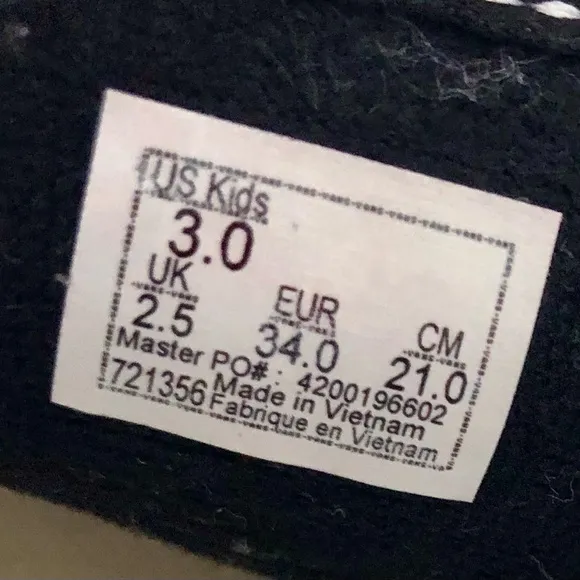 US Kids
3.0
UK EUR CM
2.5 34.0 21.0
Master PO# : 4200196602
721356 Made in Vietnam
Fabrique en Vietnam